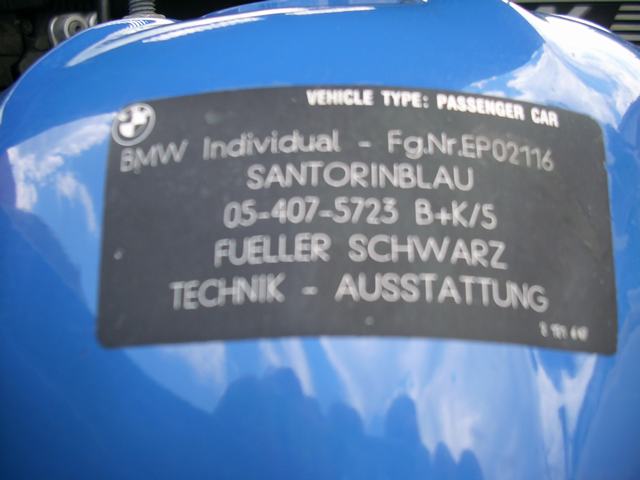 VEHICLE TYPE: PASSENGER CAR
BMW Individual - Fg.Nr.EP02116
SANTORINBLAU
05-407-5723 B+K/5
FUELLER SCHWARZ
TECHNIK - AUSSTATTUNG